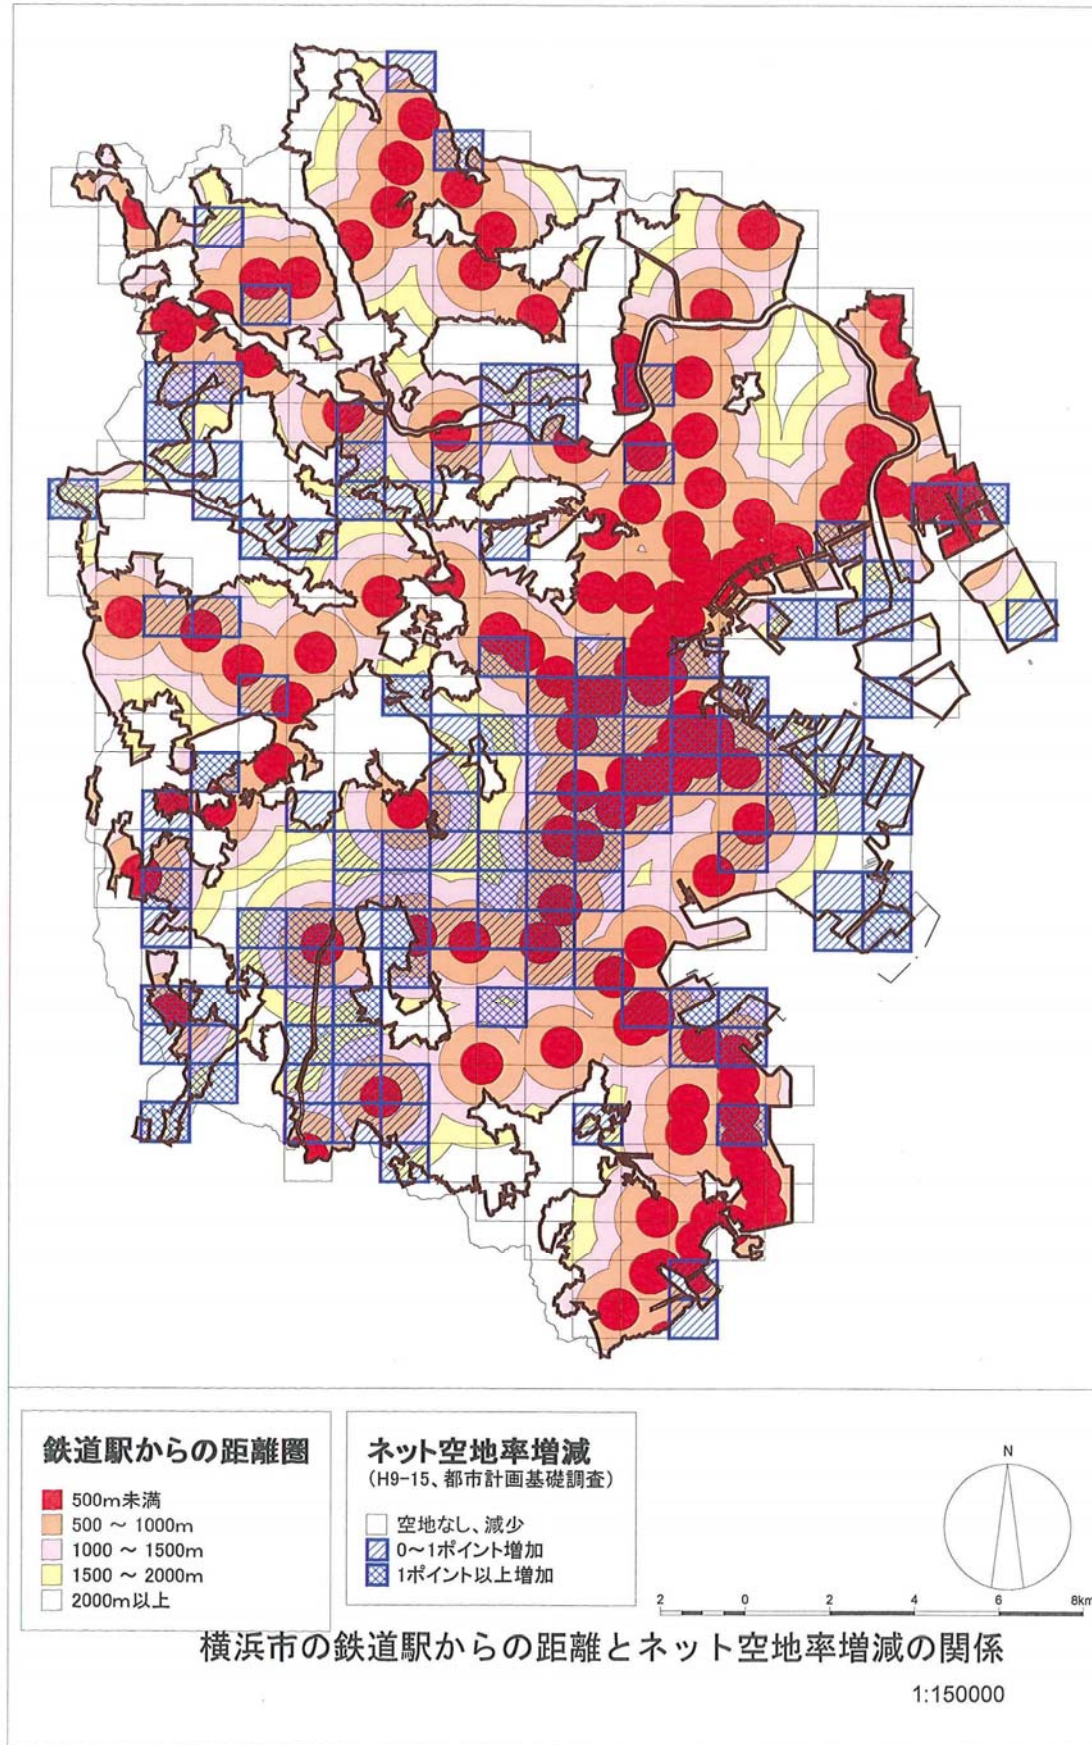 鉄道駅からの距離圏
500m未満
500 ～ 1000m
1000 ～ 1500m
1500 ～ 2000m
2000m以上
ネット空地率増減
(H9-15、都市計画基礎調査)
空地なし、減少
0～1ポイント増加
1ポイント以上増加
N
2 0 2 4 6 8km
横浜市の鉄道駅からの距離とネット空地率増減の関係
1:150000